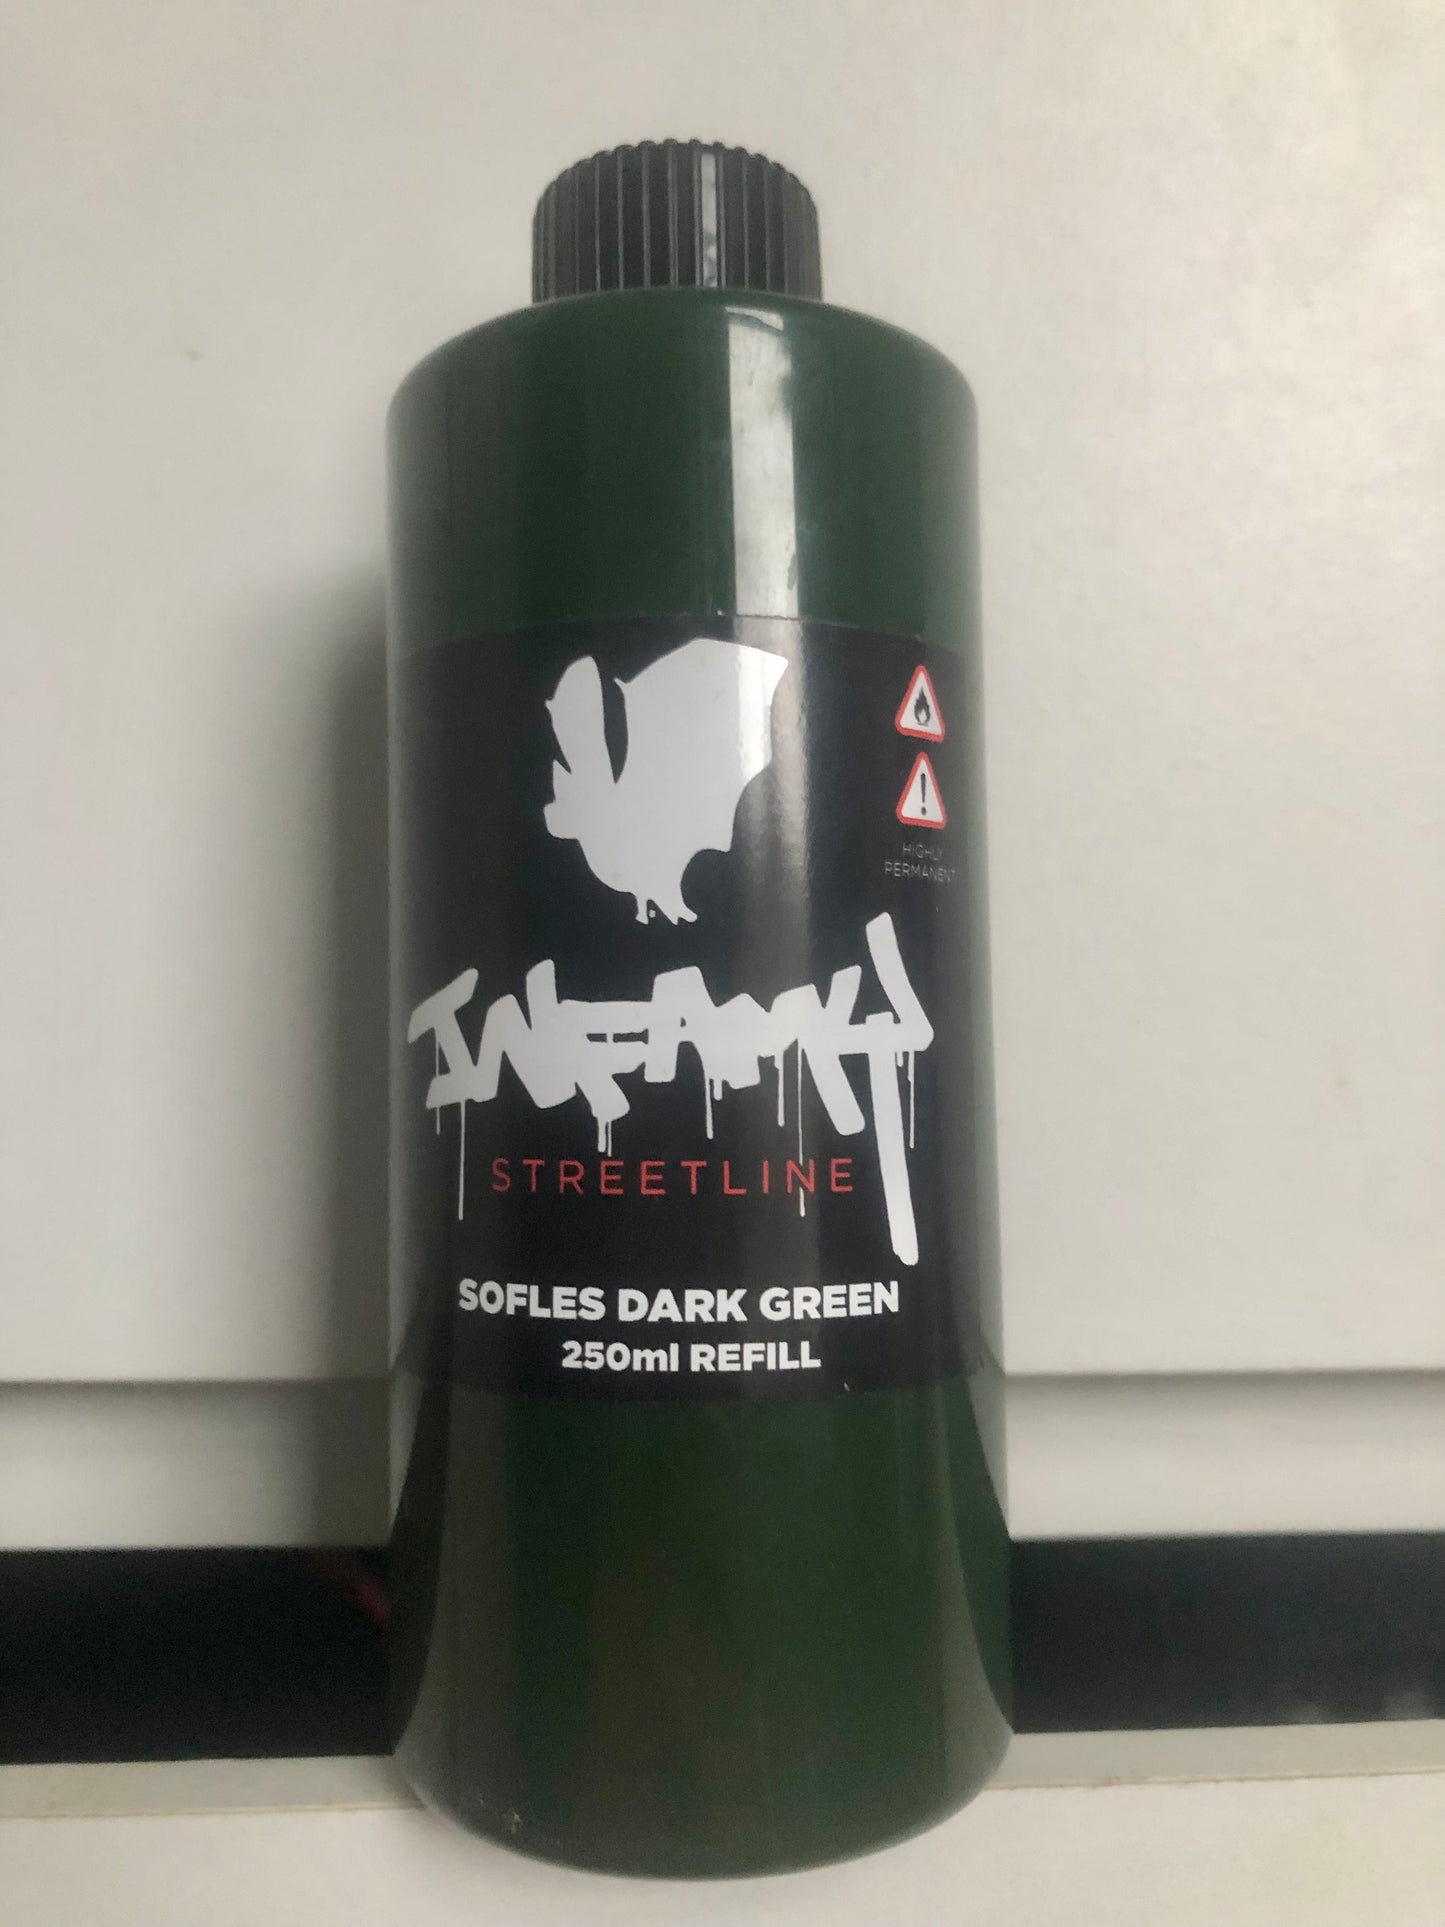 HIGHLY
PERMANENT
INFAMY
STREETLINE
SOFLES DARK GREEN
250ml REFILL